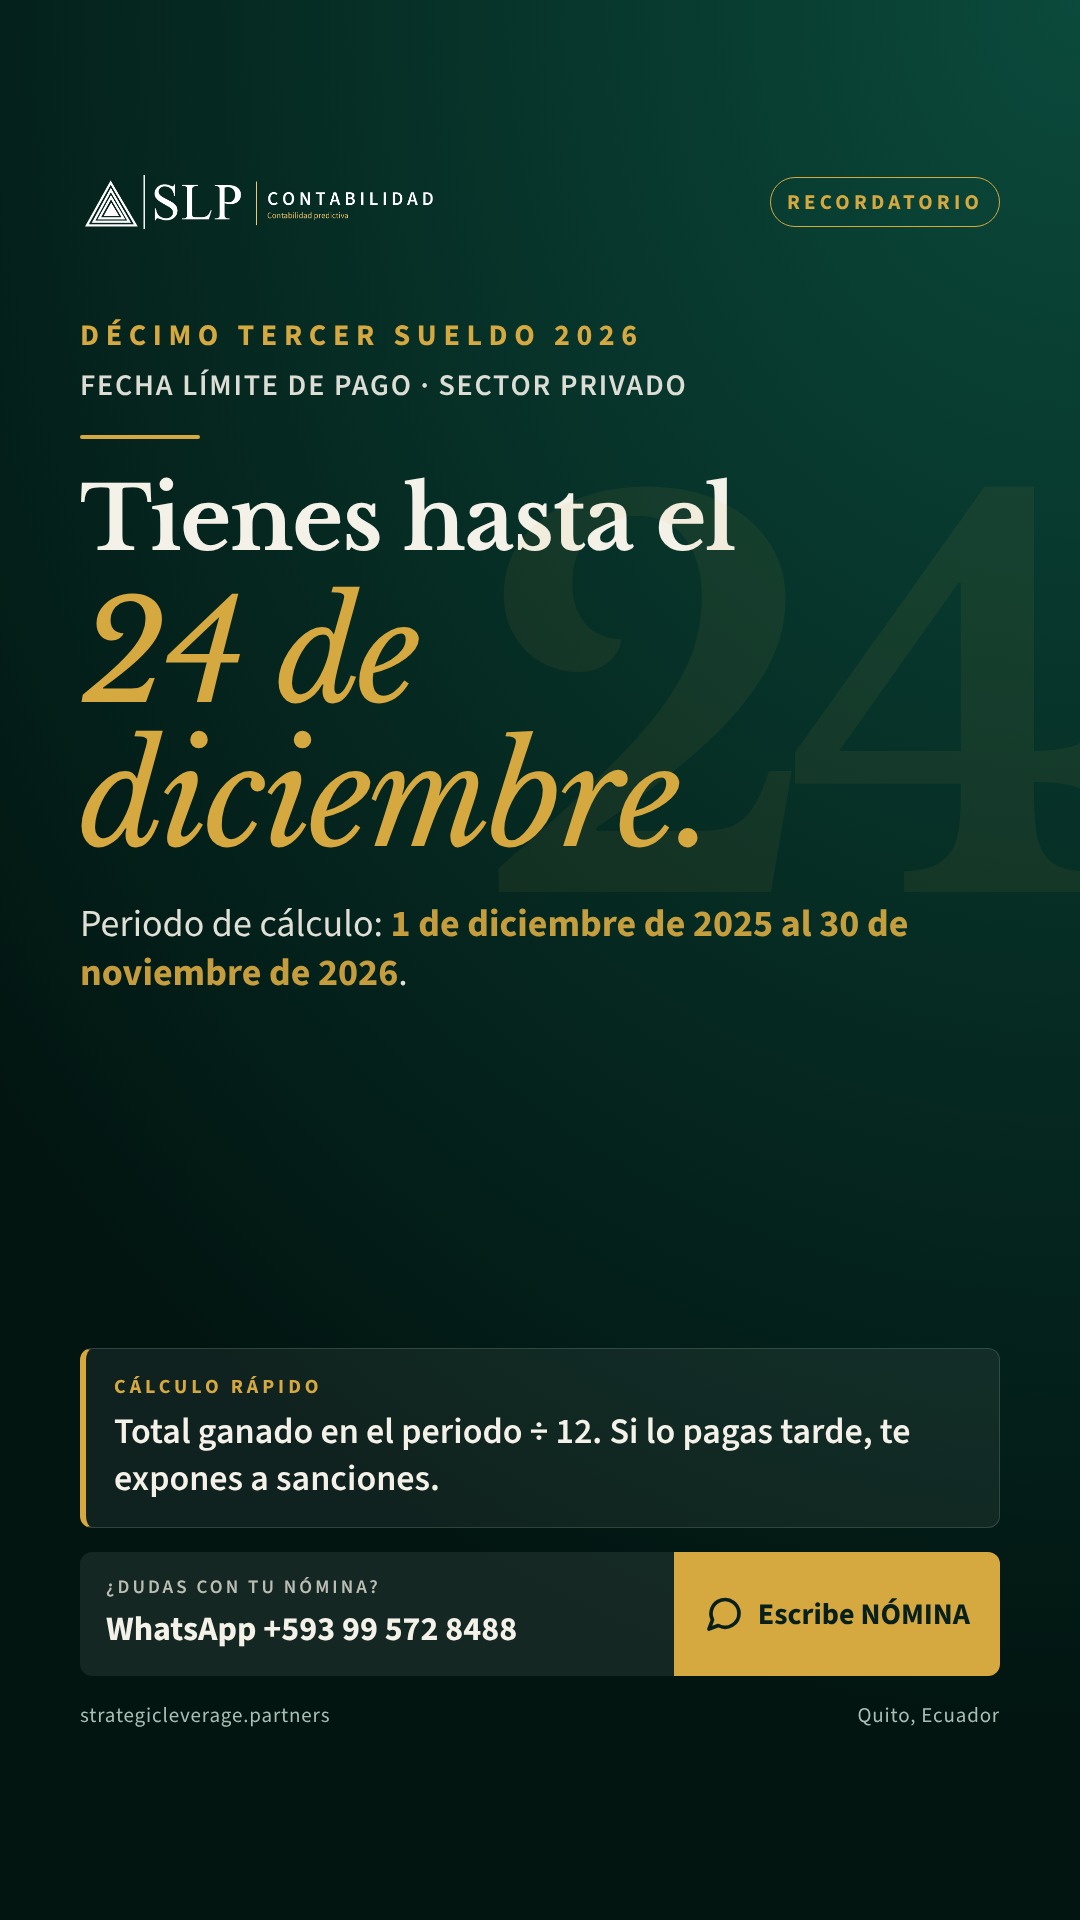 SLP
CONTABILIDAD
Contabilidad predictiva
RECORDATORIO
DÉCIMO TERCER SUELDO 2026
FECHA LÍMITE DE PAGO · SECTOR PRIVADO
Tienes hasta el
24 de
diciembre.
24
Periodo de cálculo: 1 de diciembre de 2025 al 30 de
noviembre de 2026.
CÁLCULO RÁPIDO
Total ganado en el periodo ÷ 12. Si lo pagas tarde, te
expones a sanciones.
¿DUDAS CON TU NÓMINA?
WhatsApp +593 99 572 8488
Escribe NÓMINA
strategicleverage.partners
Quito, Ecuador